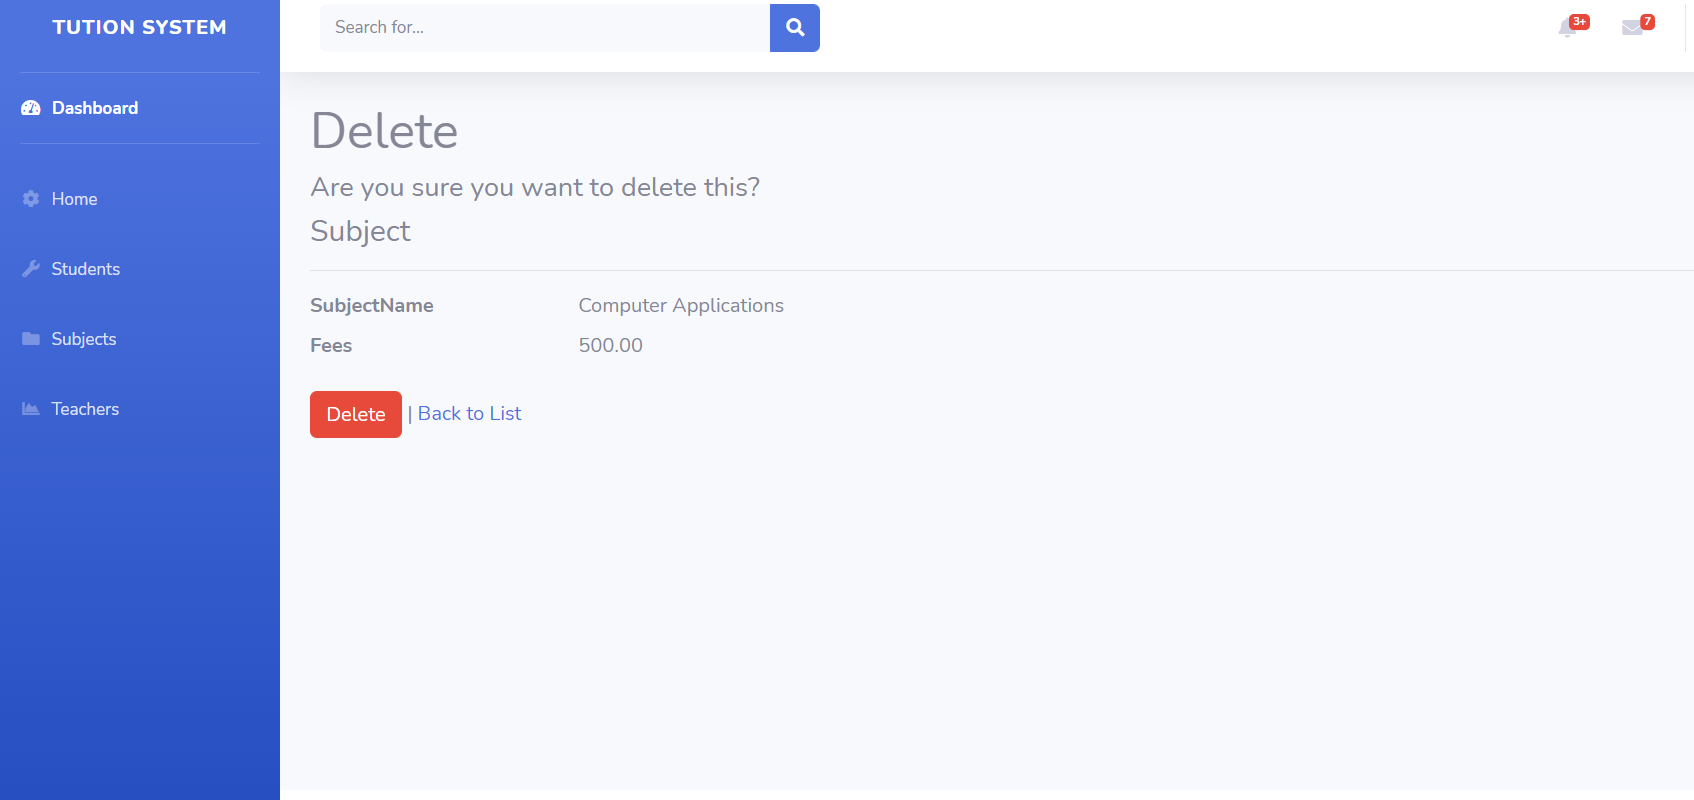 TUTION SYSTEM
Search for...
3+
7
Dashboard
Home
Students
Subjects
Teachers
Delete
Are you sure you want to delete this?
Subject
SubjectName Computer Applications
Fees 500.00
Delete | Back to List